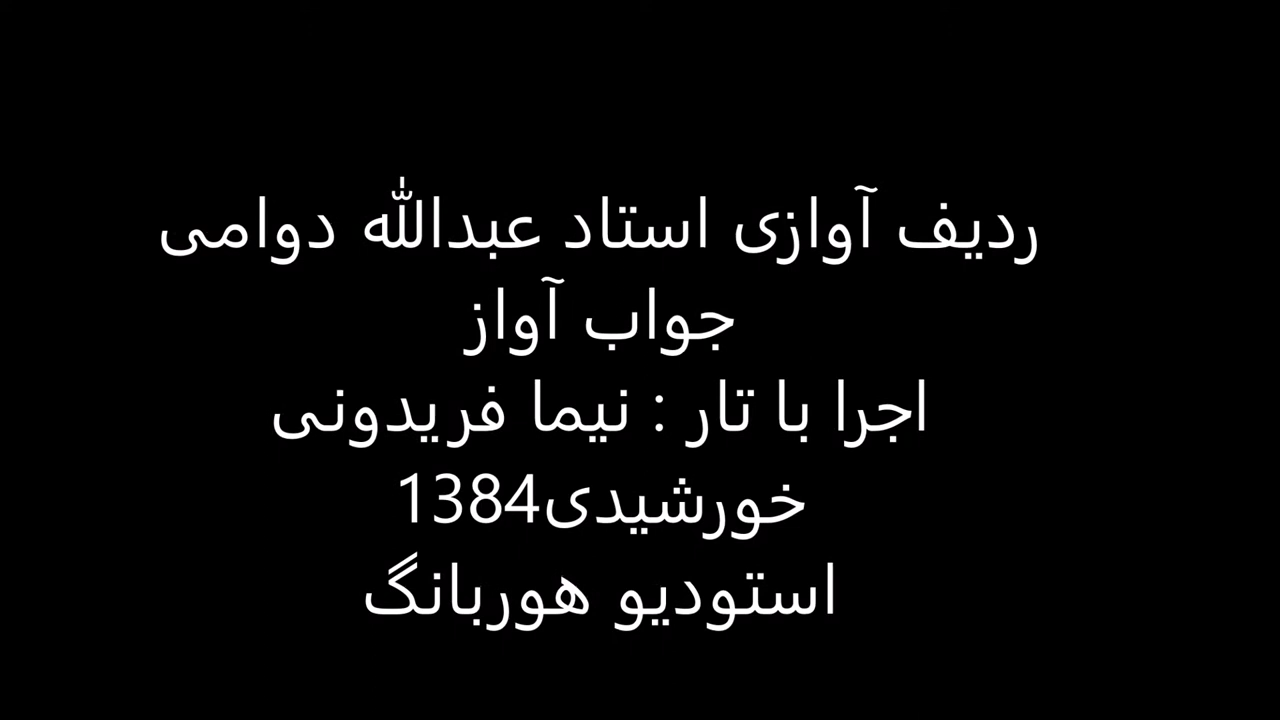 ردیف آوازی استاد عبدالله دوامی
جواب آواز
اجرا با تار : نیما فریدونی
خورشیدی1384
استودیو هوربانگ